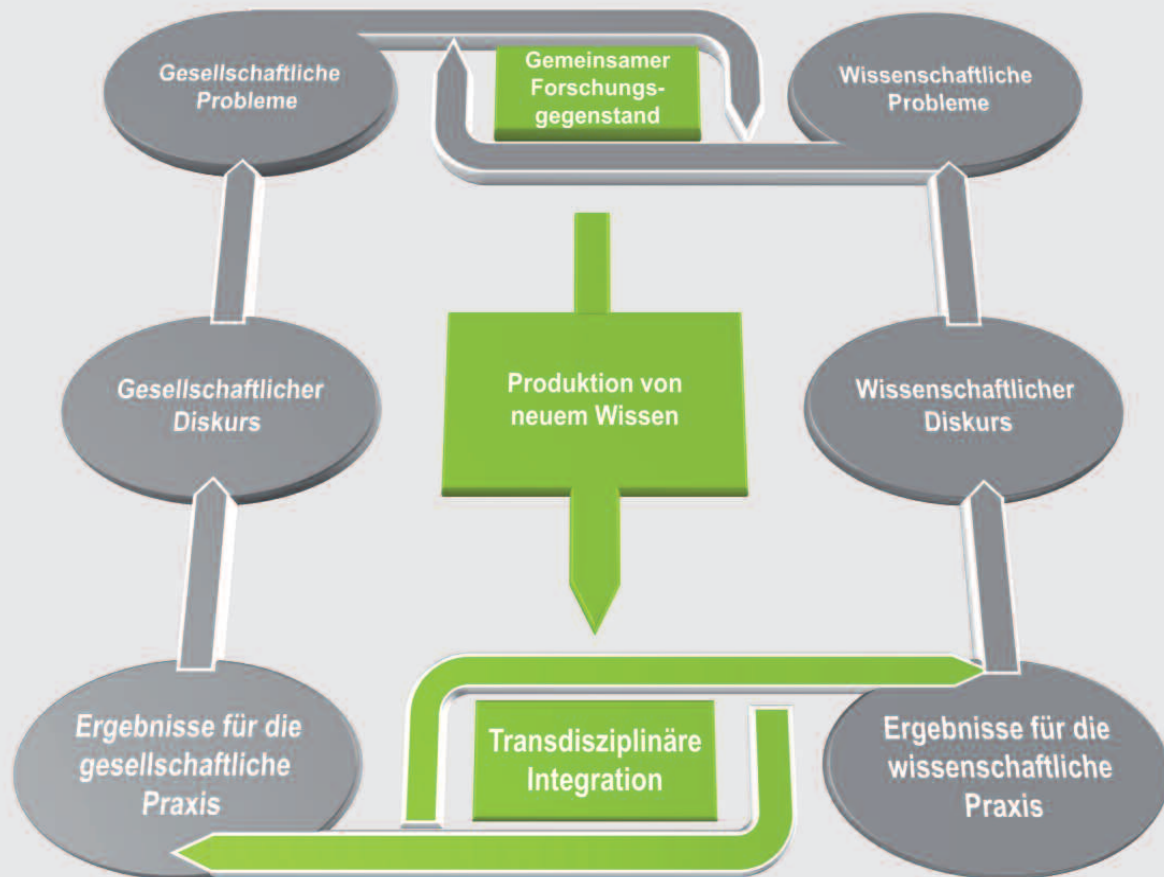 Gesellschaftliche
Probleme
Gemeinsamer
Forschungs-
gegenstand
Wissenschaftliche
Probleme
Gesellschaftlicher
Diskurs
Produktion von
neuem Wissen
Wissenschaftlicher
Diskurs
Ergebnisse für die
gesellschaftliche
Praxis
Transdisziplinäre
Integration
Ergebnisse für die
wissenschaftliche
Praxis